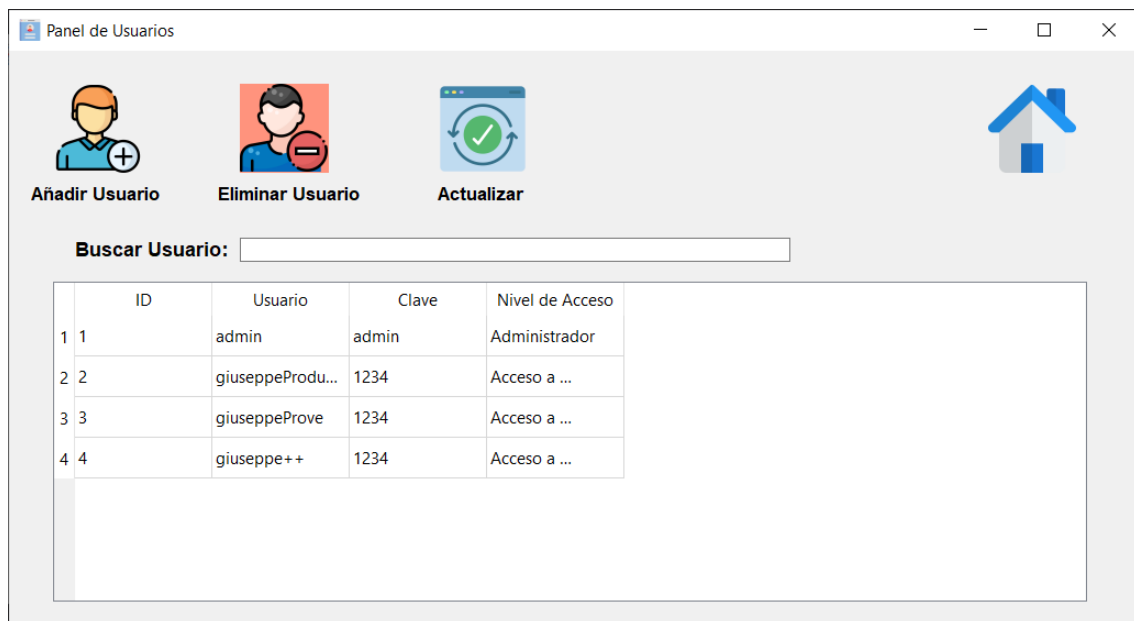 Panel de Usuarios
Añadir Usuario Eliminar Usuario Actualizar
Buscar Usuario:
ID Usuario Clave Nivel de Acceso
1 1 admin admin Administrador
2 2 giuseppeProdu... 1234 Acceso a ...
3 3 giuseppeProve 1234 Acceso a ...
4 4 giuseppe++ 1234 Acceso a ...